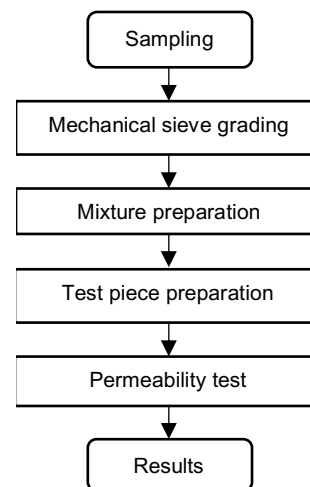 Sampling
Mechanical sieve grading
Mixture preparation
Test piece preparation
Permeability test
Results